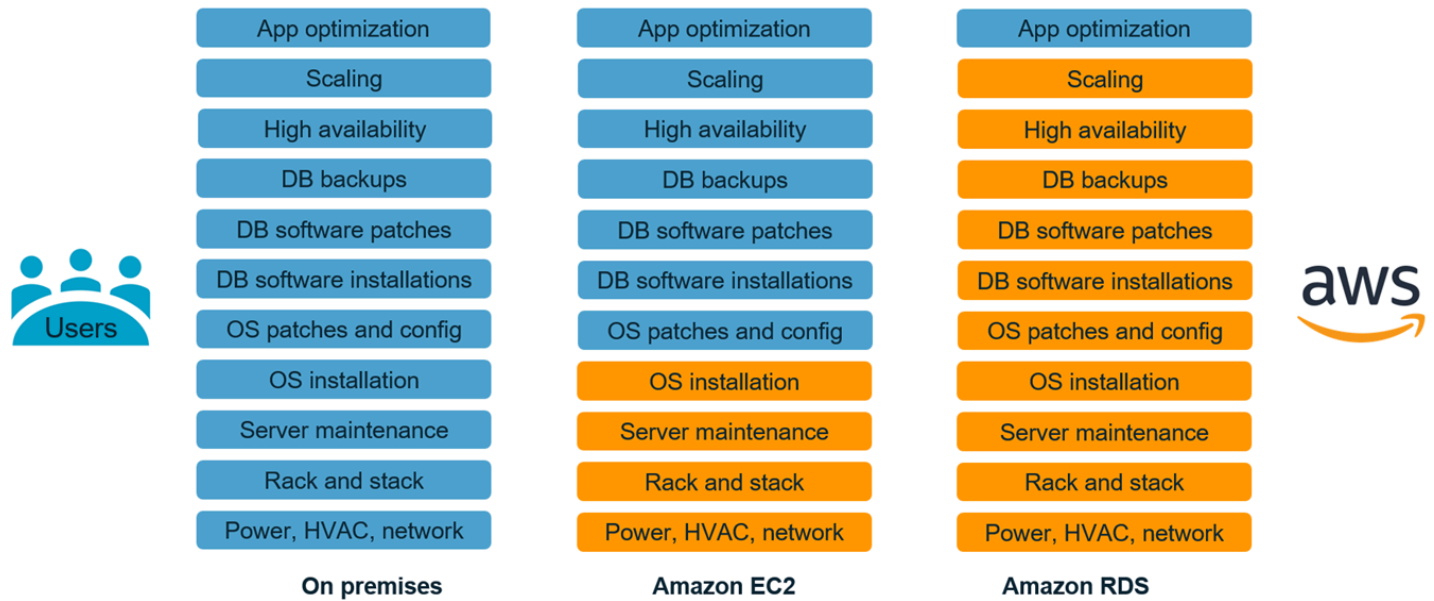 App optimization
App optimization
App optimization
Scaling
Scaling
Scaling
High availability
High availability
High availability
DB backups
DB backups
DB backups
DB software patches
DB software patches
DB software patches
DB software installations
DB software installations
DB software installations
Users
aws
OS patches and config
OS patches and config
OS patches and config
OS installation
OS installation
OS installation
Server maintenance
Server maintenance
Server maintenance
Rack and stack
Rack and stack
Rack and stack
Power, HVAC, network
Power, HVAC, network
Power, HVAC, network
On premises
Amazon EC2
Amazon RDS